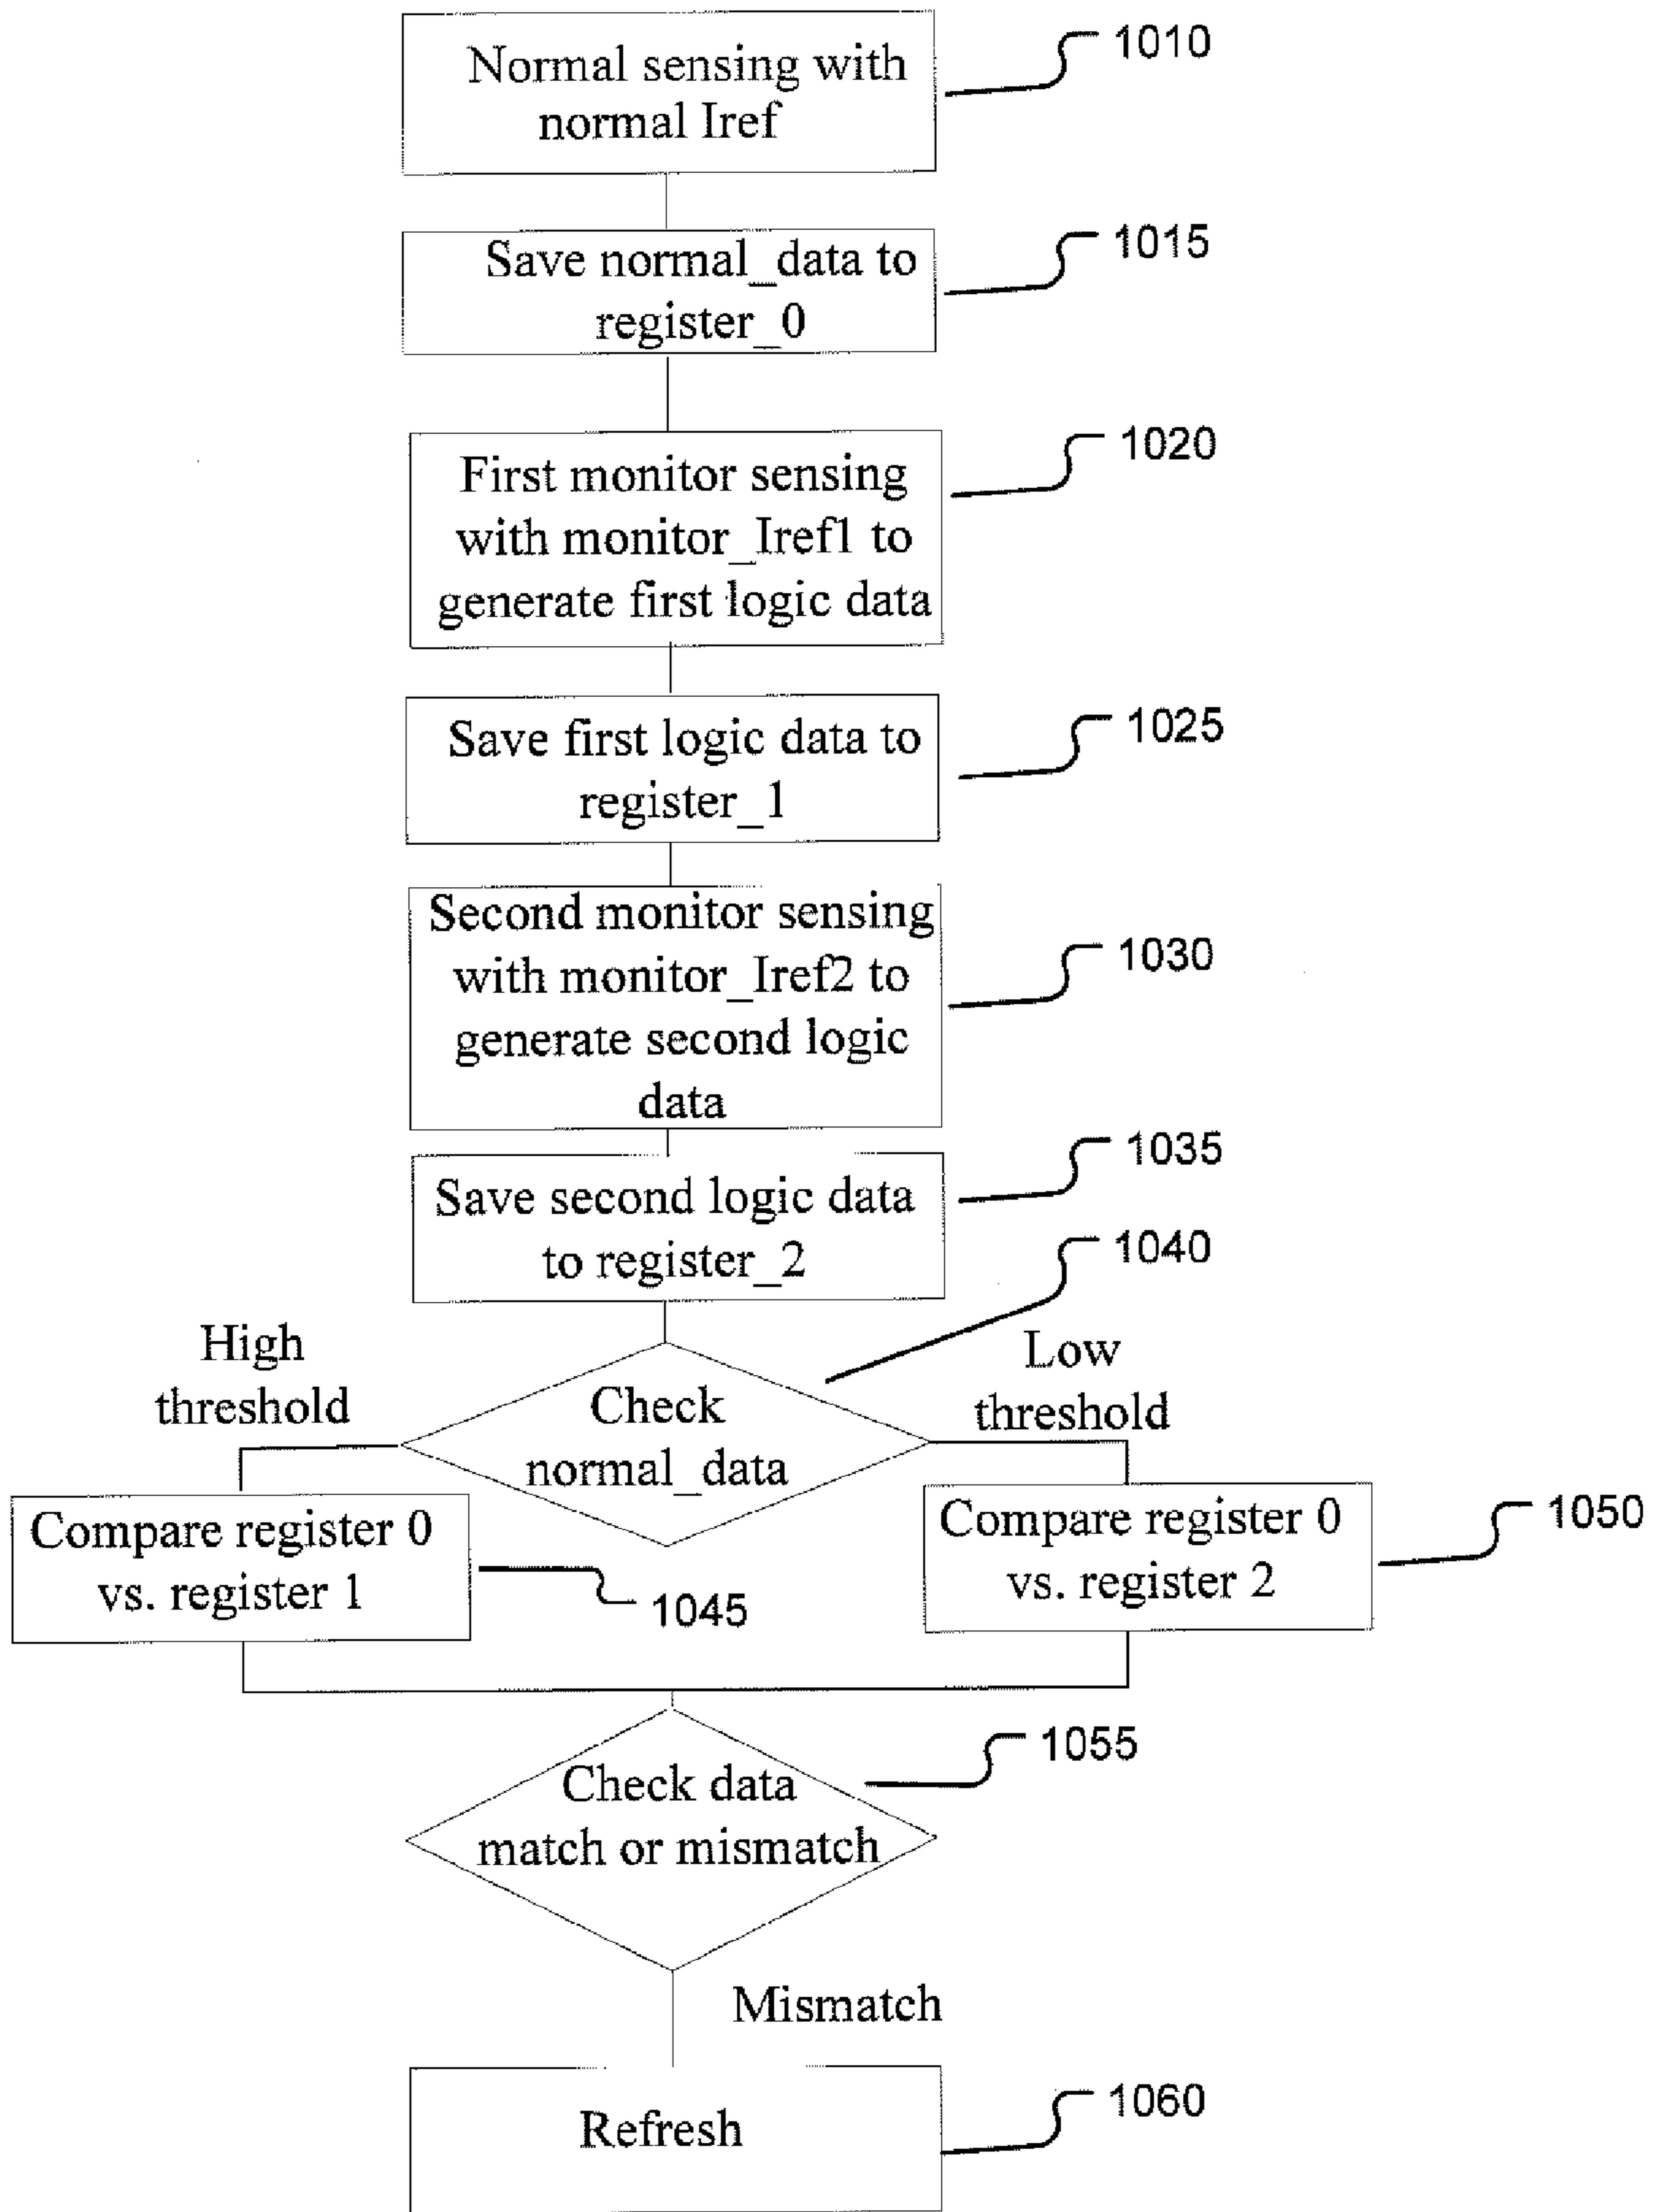 Normal sensing with
normal Iref
1010
Save normal_data to
register_0
1015
First monitor sensing
with monitor_Iref1 to
generate first logic data
1020
Save first logic data to
register_1
1025
Second monitor sensing
with monitor_Iref2 to
generate second logic
data
1030
Save second logic data
to register_2
1035
1040
High
threshold
Check
normal_data
Low
threshold
Compare register 0
vs. register 1
1045
Compare register 0
vs. register 2
1050
Check data
match or mismatch
1055
Mismatch
Refresh
1060